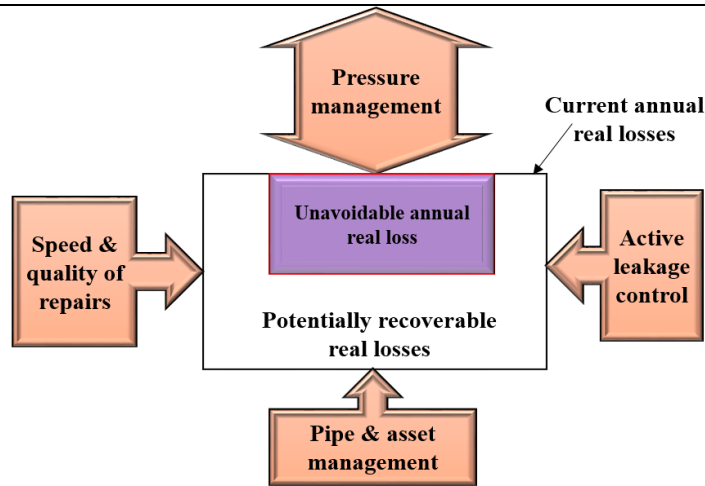 Pressure
management
Current annual
real losses
Unavoidable annual
real loss
Speed &
quality of
repairs
Active
leakage
control
Potentially recoverable
real losses
Pipe & asset
management